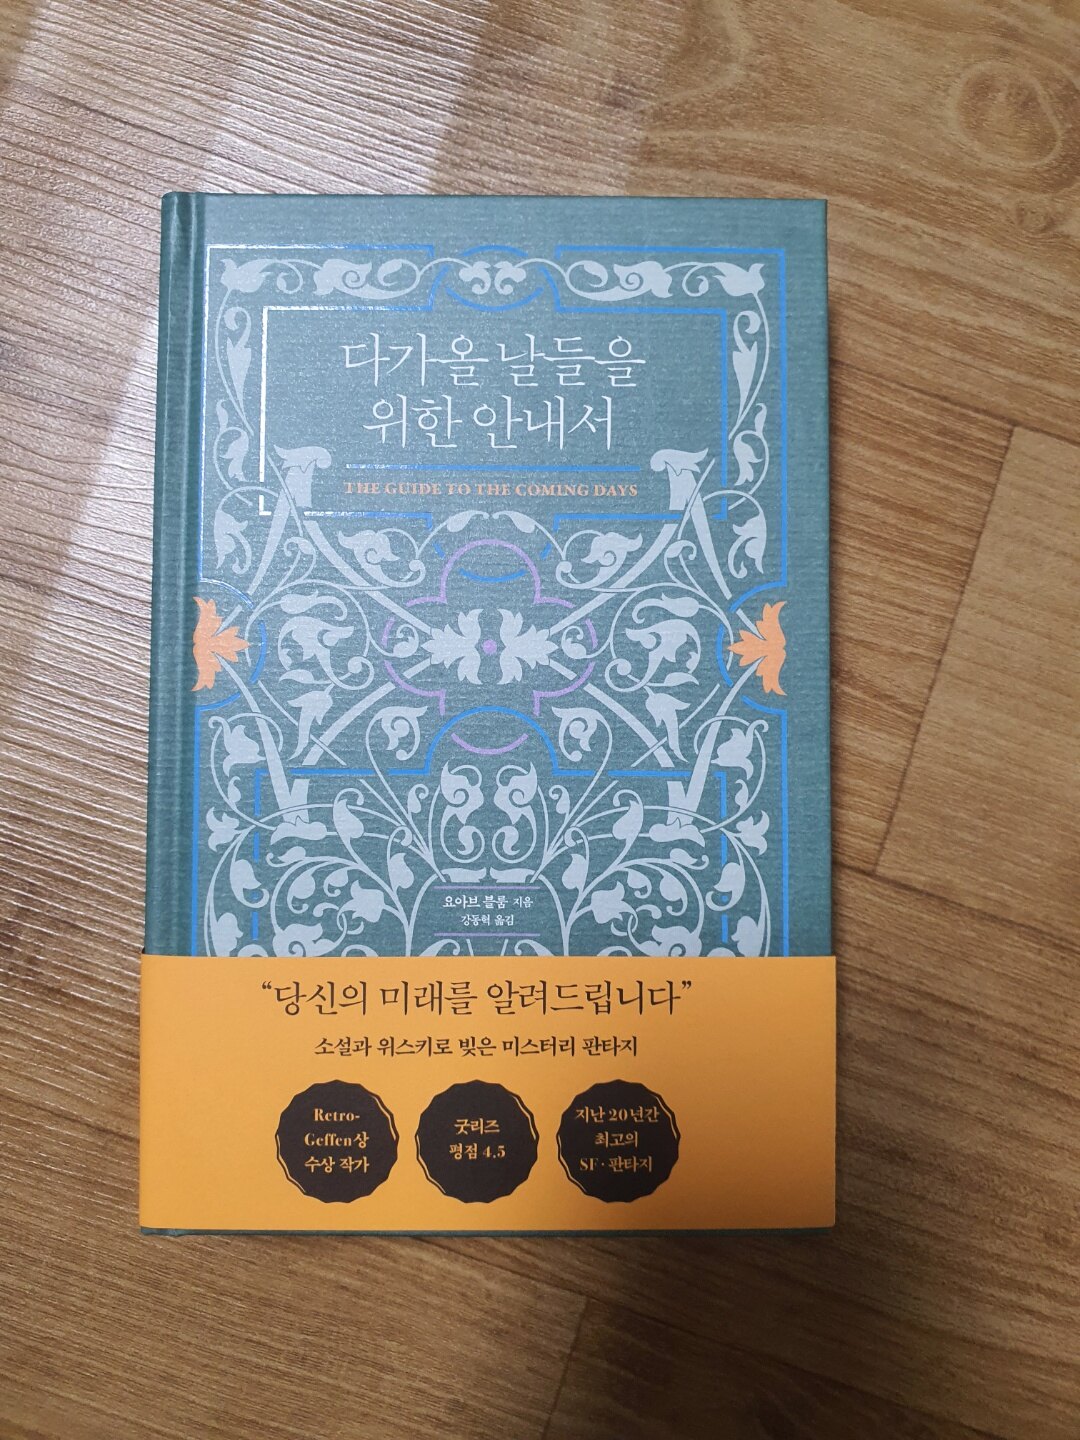 다가올 날들을
위한 안내서
THE GUIDE TO THE COMING DAYS
요아브 블룸 지음
강동혁 옮김
“당신의 미래를 알려드립니다”
소설과 위스키로 빚은 미스터리 판타지
Retro-
Geffen상
수상 작가
굿리즈
평점 4.5
지난 20년간
최고의
SF·판타지